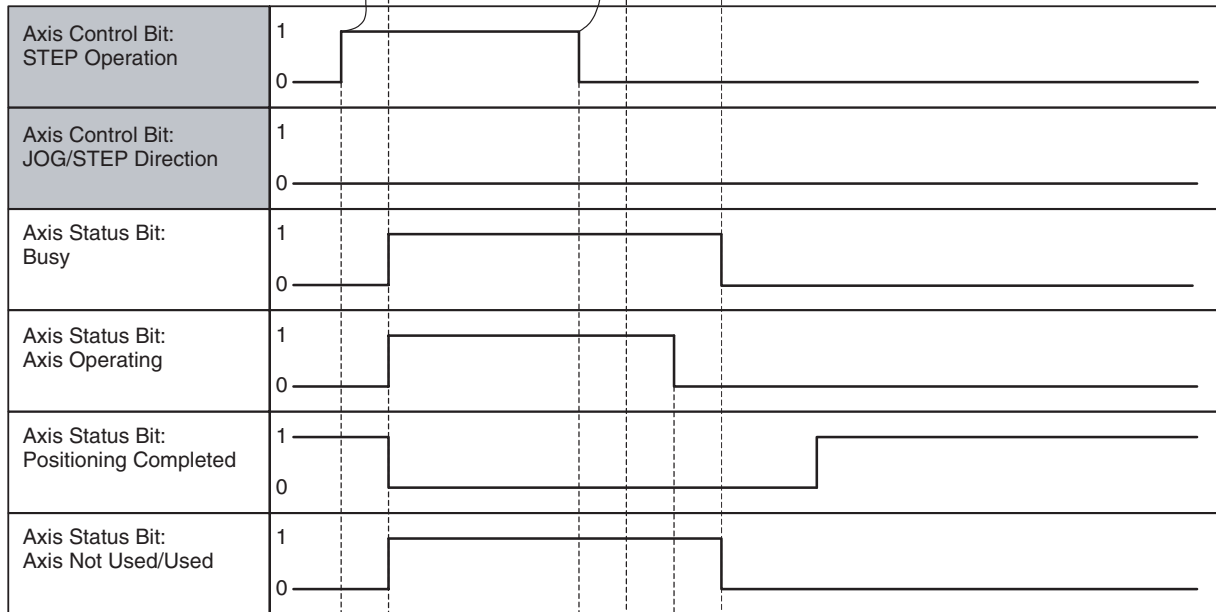 Axis Control Bit:
STEP Operation
1
0
Axis Control Bit:
JOG/STEP Direction
1
0
Axis Status Bit:
Busy
1
0
Axis Status Bit:
Axis Operating
1
0
Axis Status Bit:
Positioning Completed
1
0
Axis Status Bit:
Axis Not Used/Used
1
0